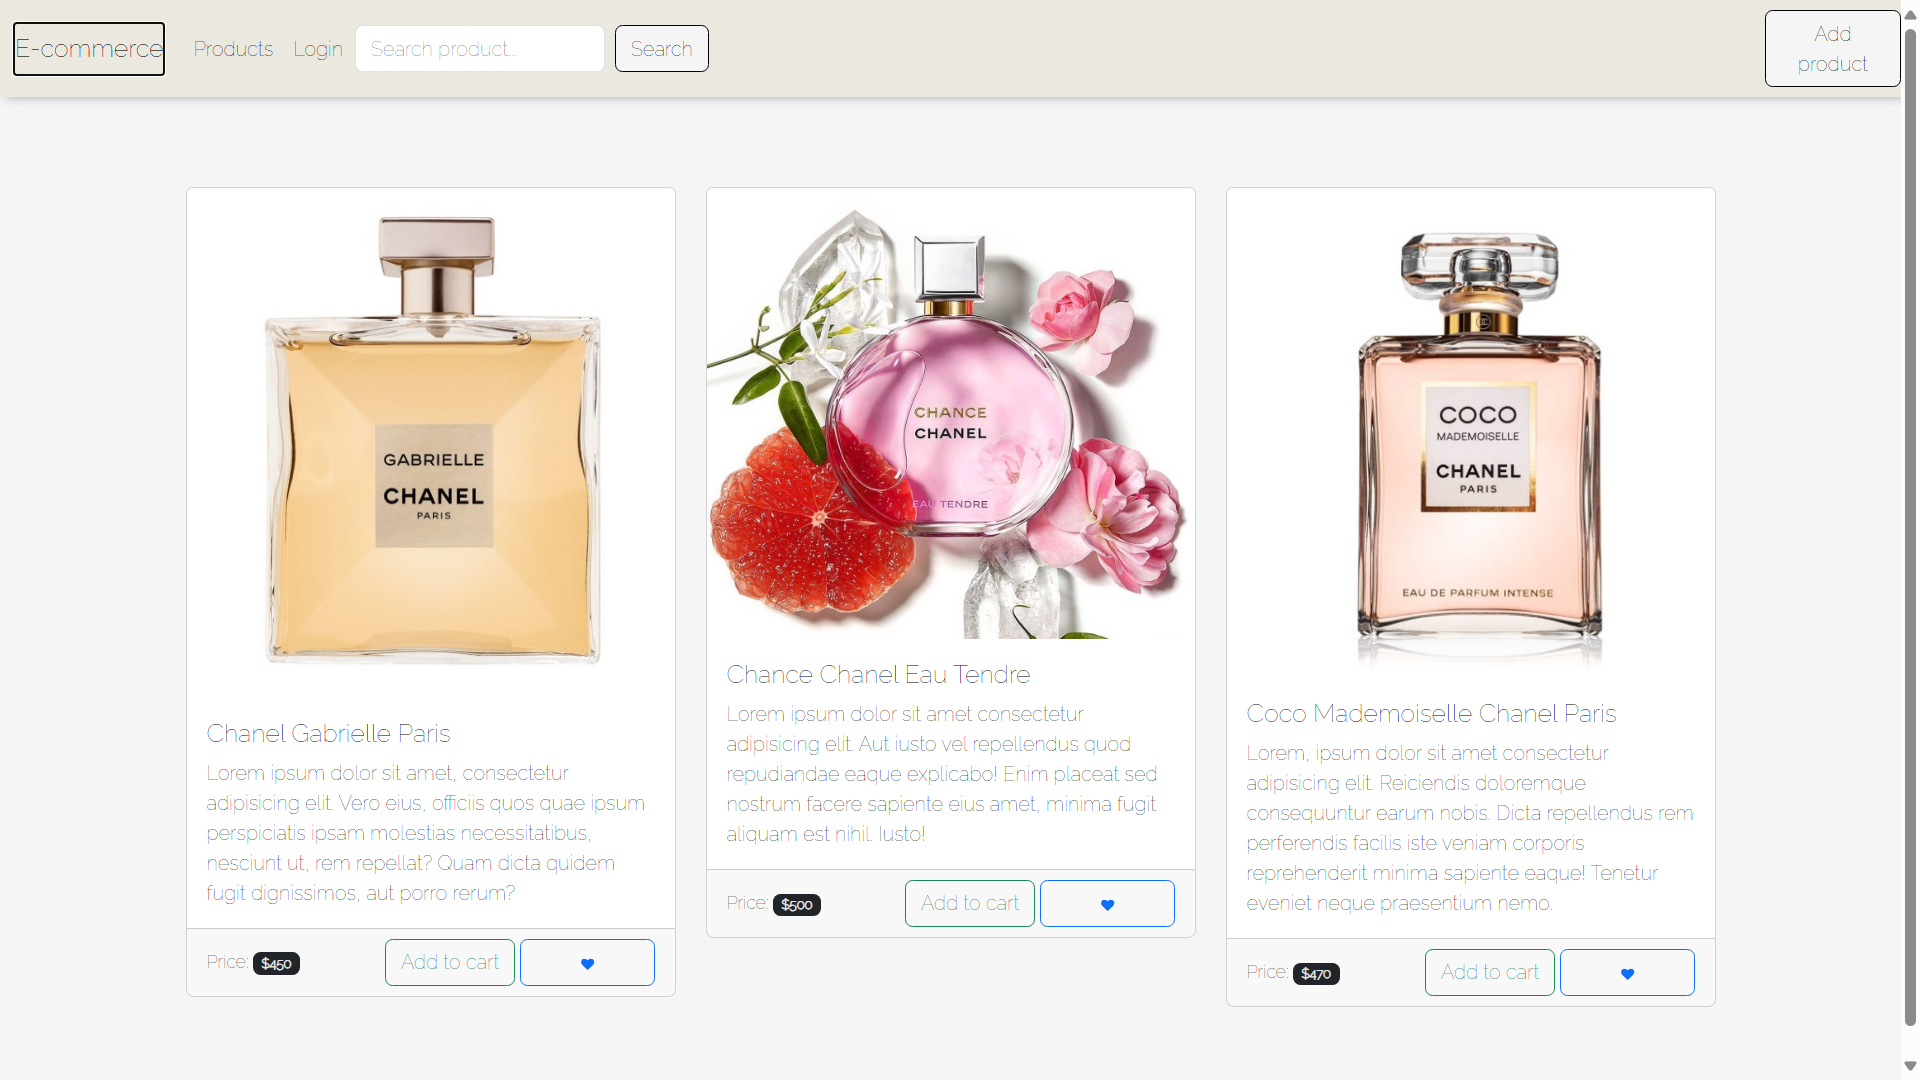 E-commerce
Products
Login
Search product...
Search
Add
product
GABRIELLE
CHANEL
PARIS
Chanel Gabrielle Paris
Lorem ipsum dolor sit amet, consectetur
adipisicing elit. Vero eius, officiis quos quae ipsum
perspiciatis ipsam molestias necessitatibus,
nesciunt ut, rem repellat? Quam dicta quidem
fugit dignissimos, aut porro rerum?
Price: $450
Add to cart
CHANCE
CHANEL
EAU TENDRE
Chance Chanel Eau Tendre
Lorem ipsum dolor sit amet consectetur
adipisicing elit. Aut iusto vel repellendus quod
repudiandae eaque explicabo! Enim placeat sed
nostrum facere sapiente eius amet, minima fugit
aliquam est nihil. Iusto!
Price: $500
Add to cart
COCO
MADEMOISELLE
CHANEL
PARIS
EAU DE PARFUM INTENSE
Coco Mademoiselle Chanel Paris
Lorem, ipsum dolor sit amet consectetur
adipisicing elit. Reiciendis doloremque
consequuntur earum nobis. Dicta repellendus rem
perferendis facilis iste veniam corporis
reprehenderit minima sapiente eaque! Tenetur
eveniet neque praesentium nemo.
Price: $470
Add to cart